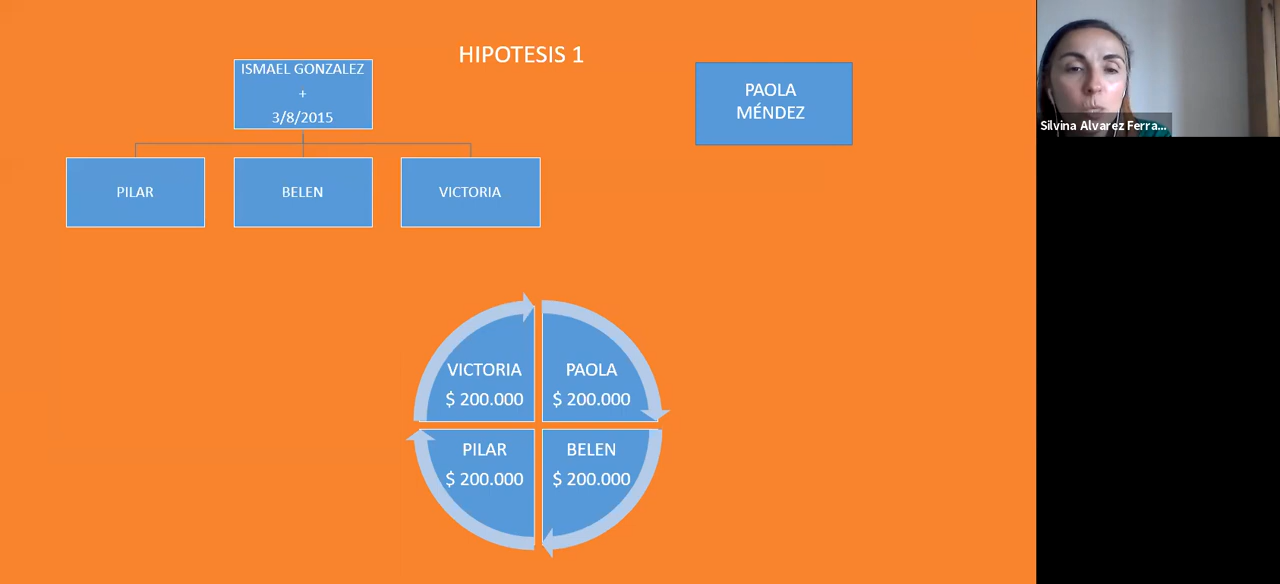 HIPOTESIS 1
ISMAEL GONZALEZ
+
3/8/2015
PAOLA
MÉNDEZ
PILAR
BELEN
VICTORIA
VICTORIA
$ 200.000
PAOLA
$ 200.000
PILAR
$ 200.000
BELEN
$ 200.000
Silvina Alvarez Ferra...